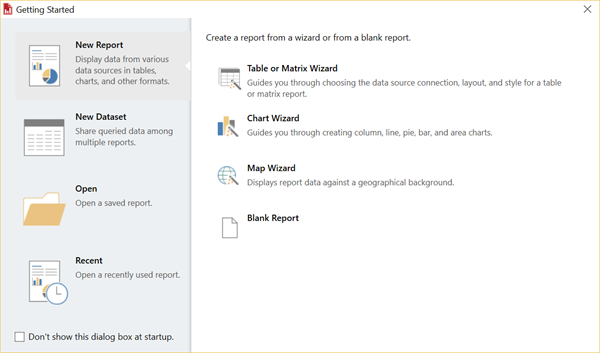 Getting Started
New Report
Display data from various
data sources in tables,
charts, and other formats.
New Dataset
Share queried data among
multiple reports.
Open
Open a saved report.
Recent
Open a recently used report.
Don't show this dialog box at startup.
Create a report from a wizard or from a blank report.
Table or Matrix Wizard
Guides you through choosing the data source connection, layout, and style for a table
or matrix report.
Chart Wizard
Guides you through creating column, line, pie, bar, and area charts.
Map Wizard
Displays report data against a geographical background.
Blank Report